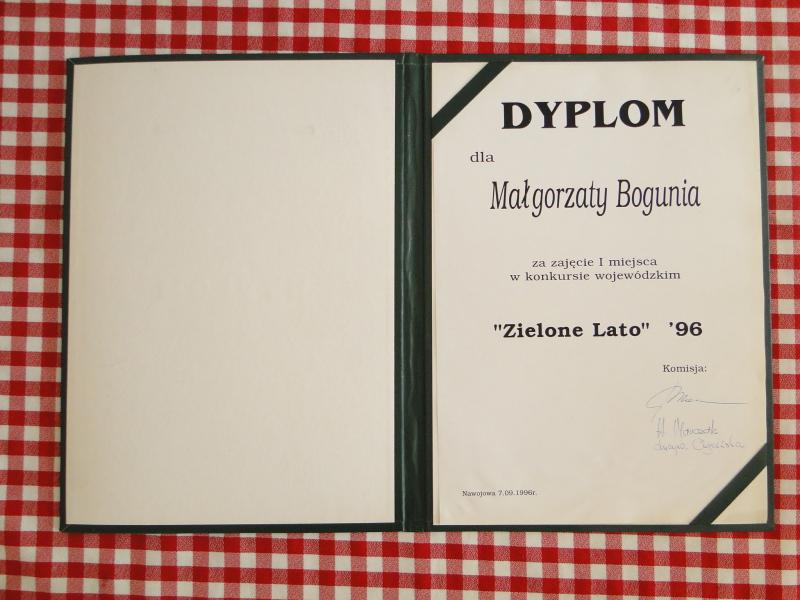 DYPLOM
dla
Małgorzaty Bogunia
za zajęcie I miejsca
w konkursie wojewódzkim
"Zielone Lato" '96
Komisja:
H.
Nawojowa 7.09.1996r.